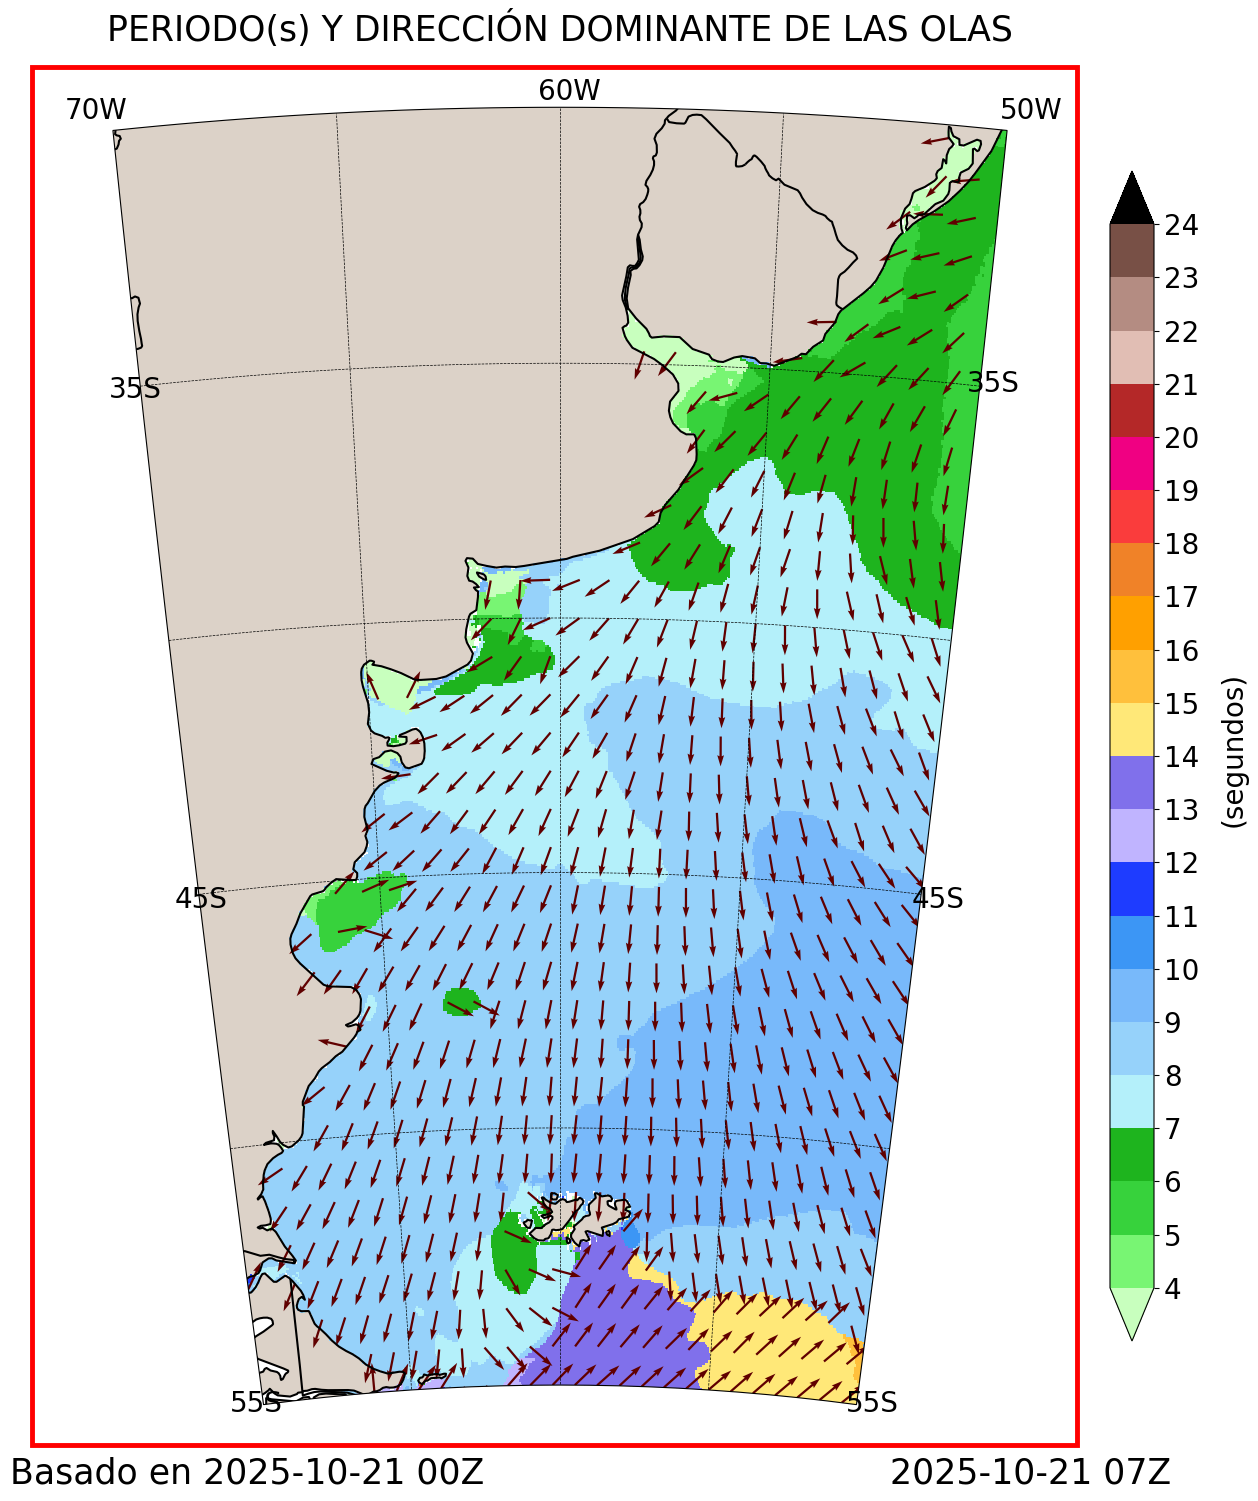 PERIODO(s) Y DIRECCIÓN DOMINANTE DE LAS OLAS
70W
60W
50W
35S
35S
45S
45S
55S
55S
24
23
22
21
20
19
18
17
16
15
14
13
12
11
10
9
8
7
6
5
4
(segundos)
Basado en 2025-10-21 00Z
2025-10-21 07Z